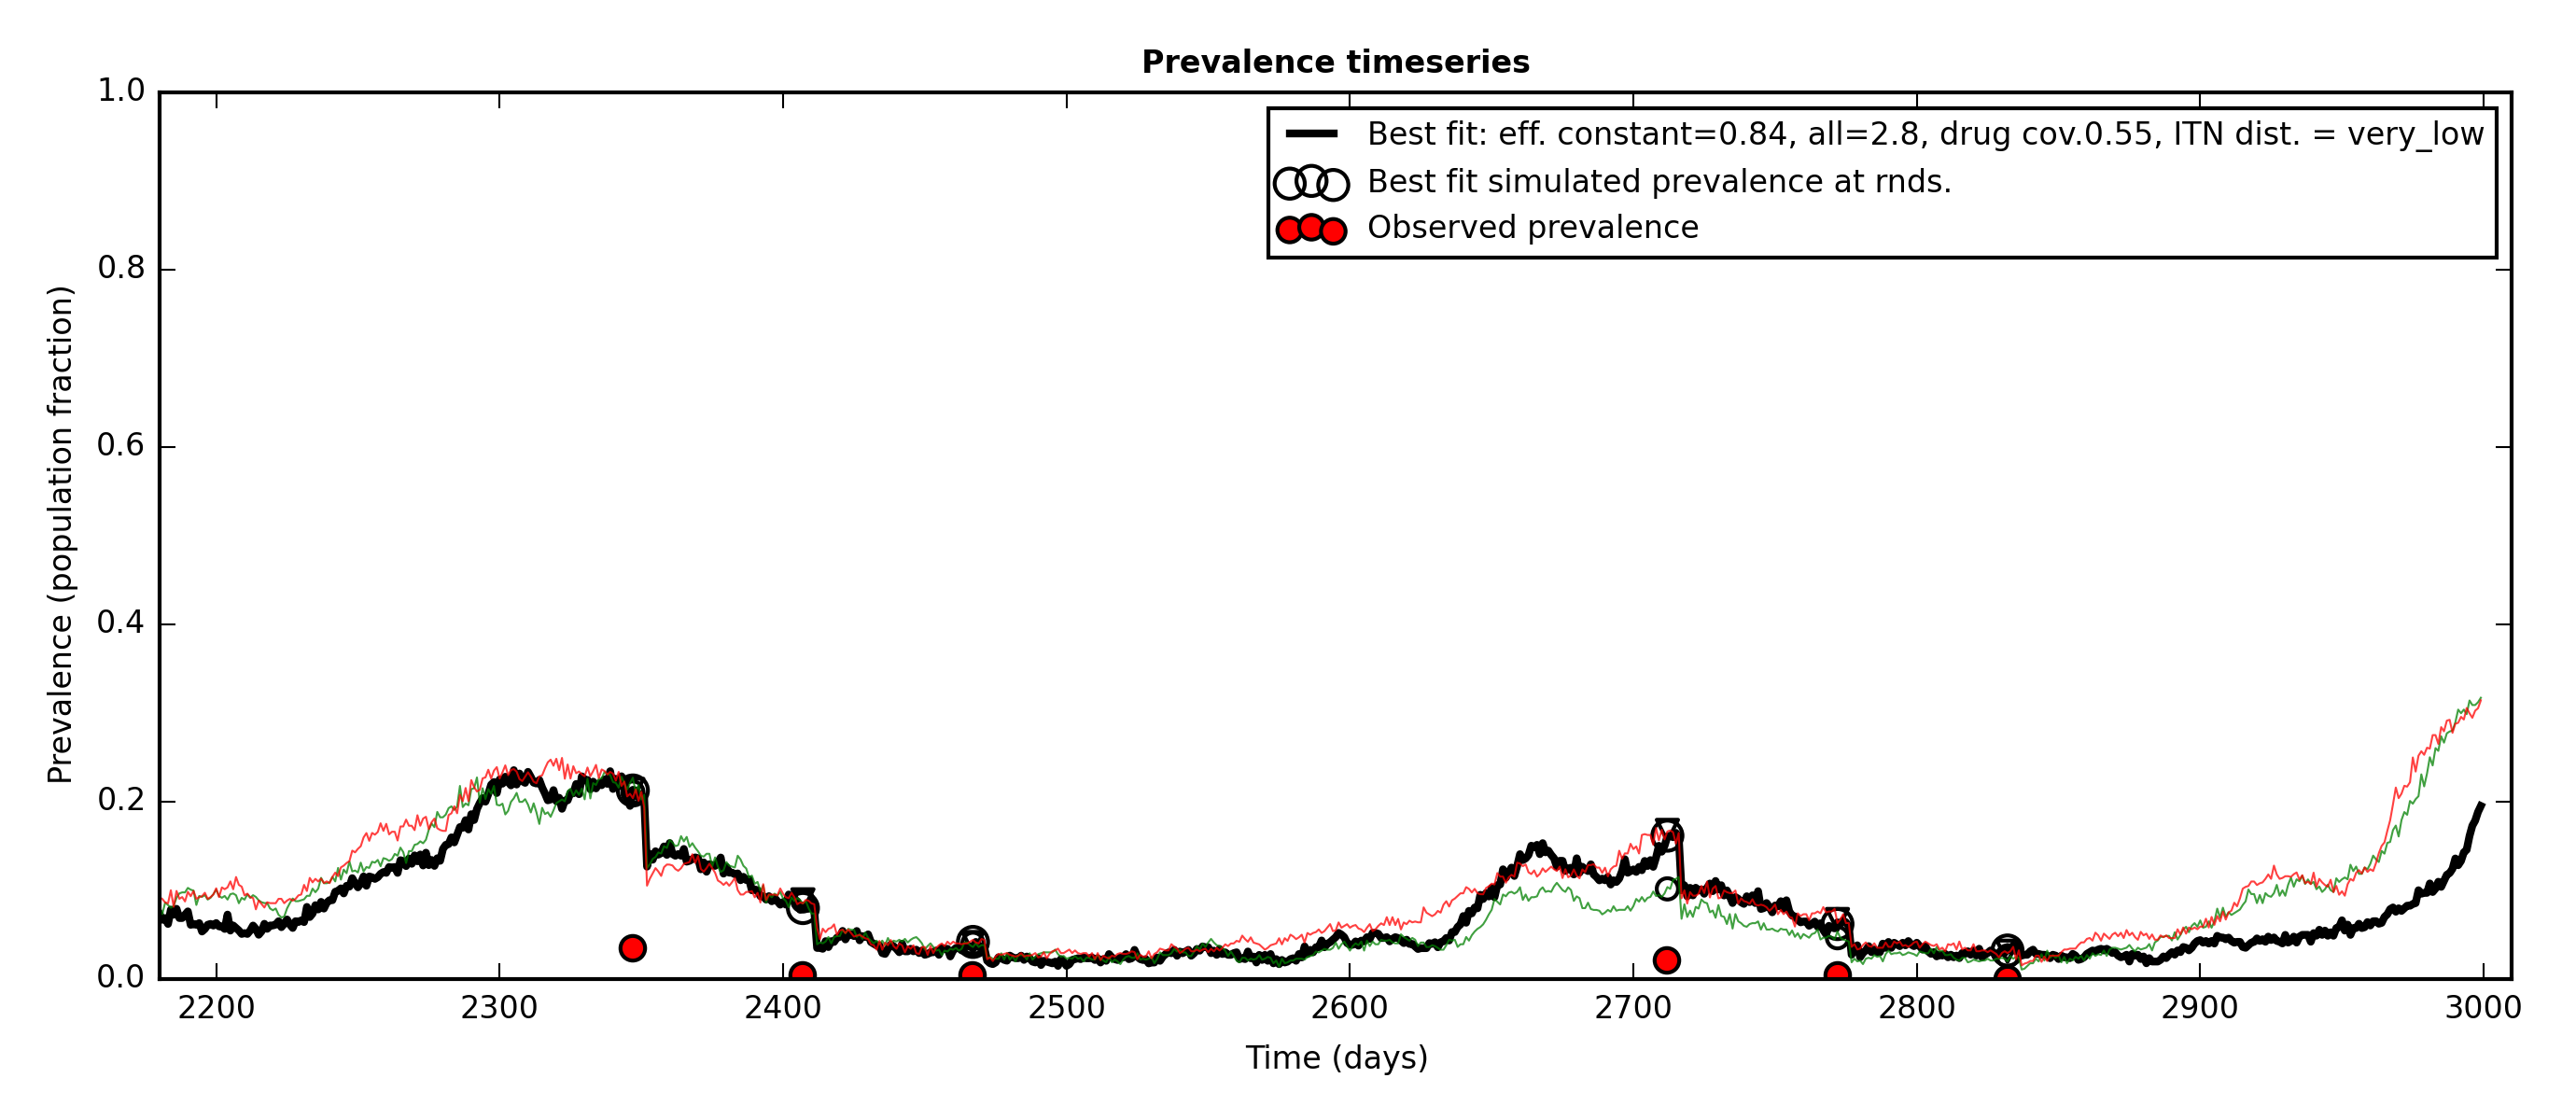 Prevalence timeseries
1.0
0.8
0.6
0.4
0.2
0.0
Prevalence (population fraction)
Best fit: eff. constant=0.84, all=2.8, drug cov.0.55, ITN dist. = very_low
Best fit simulated prevalence at rnds.
Observed prevalence
2200 2300 2400 2500 2600 2700 2800 2900 3000
Time (days)